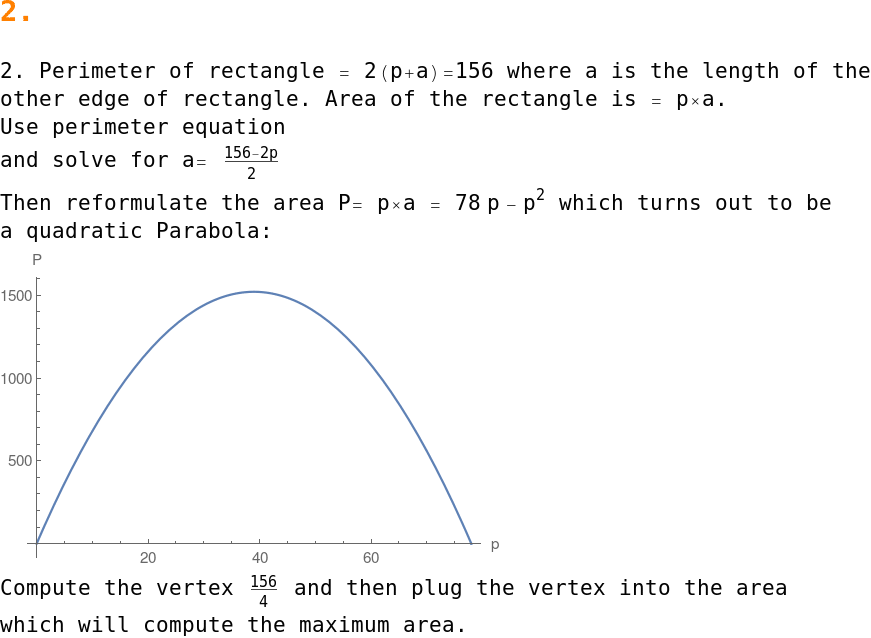 2.
2. Perimeter of rectangle = 2(p+a)=156 where a is the length of the
other edge of rectangle. Area of the rectangle is = p×a.
Use perimeter equation
and solve for a= \frac{156-2p}{2}
Then reformulate the area P= p×a = 78 p - p^2 which turns out to be
a quadratic Parabola:
P
1500
1000
500
20 40 60 p
Compute the vertex \frac{156}{4} and then plug the vertex into the area
which will compute the maximum area.